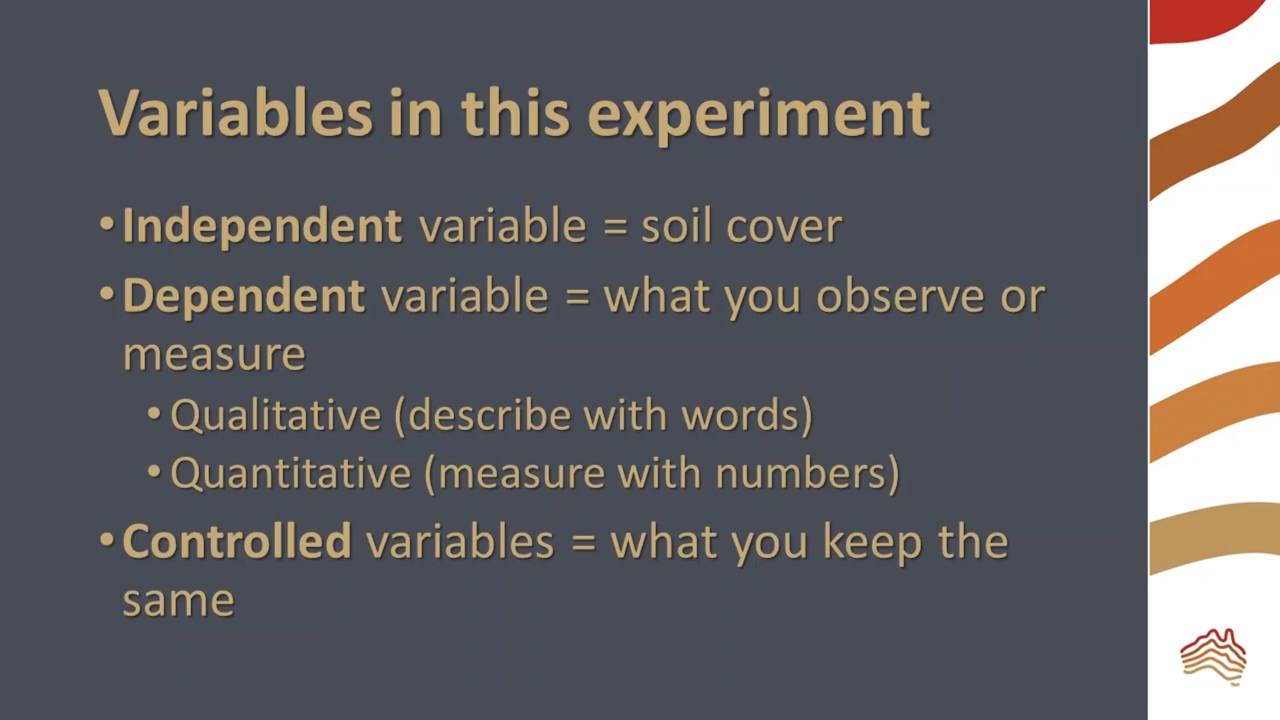 Variables in this experiment
•Independent variable = soil cover
•Dependent variable = what you observe or
measure
•Qualitative (describe with words)
•Quantitative (measure with numbers)
•Controlled variables = what you keep the
same